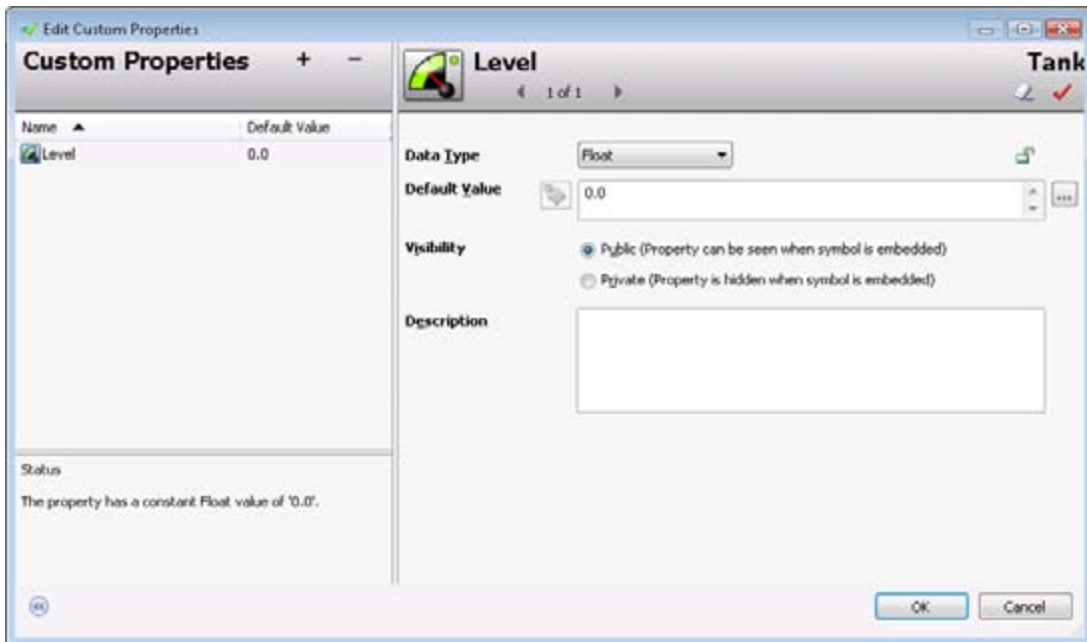 Edit Custom Properties
Custom Properties + -
Level
Tank
1 of 1
Name
Default Value
Level
0.0
Data Type
Float
Default Value
0.0
...
Visibility
Public (Property can be seen when symbol is embedded)
Private (Property is hidden when symbol is embedded)
Description
Status
The property has a constant Float value of '0.0'.
OK
Cancel